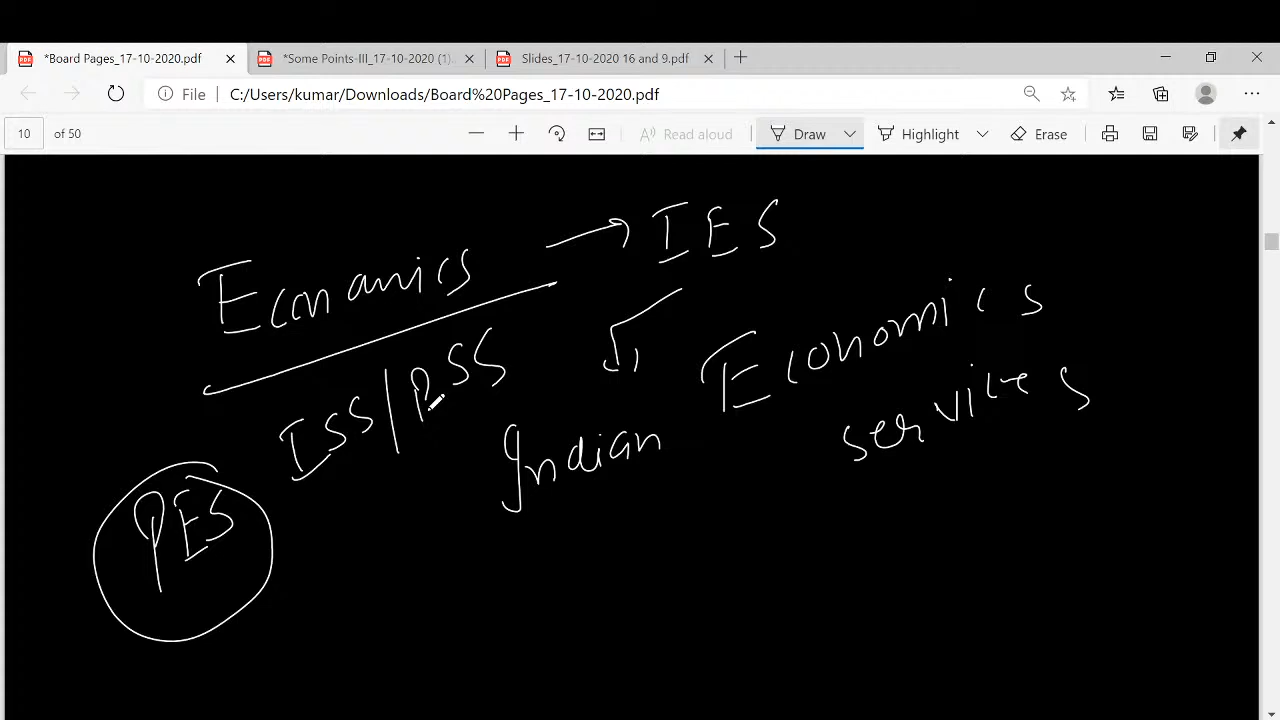 *Board Pages_17-10-2020.pdf
*Some Points-III_17-10-2020 (1).
Slides_17-10-2020 16 and 9.pdf
File C:/Users/kumar/Downloads/Board%20Pages_17-10-2020.pdf
10 of 50 Read aloud Draw Highlight Erase
Economics → IES
ISS/RSS
Indian Economics
services
PES